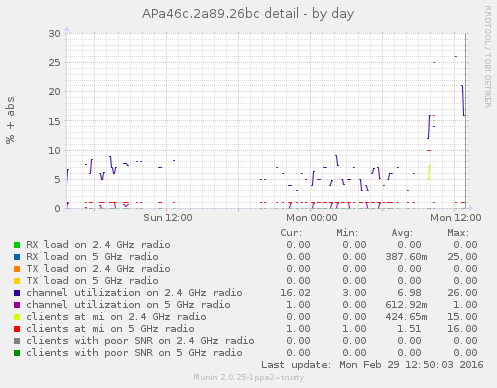 APa46c.2a89.26bc detail - by day
RRDTOOL / TOBI OETIKER
% + abs
30
25
20
15
10
5
0
Sun 12:00 Mon 00:00 Mon 12:00
Cur: Min: Avg: Max:
RX load on 2.4 GHz radio 0.00 0.00 0.00 0.00
RX load on 5 GHz radio 0.00 0.00 387.60m 25.00
TX load on 2.4 GHz radio 0.00 0.00 0.00 0.00
TX load on 5 GHz radio 0.00 0.00 0.00 0.00
channel utilization on 2.4 GHz radio 16.02 3.00 6.98 26.00
channel utilization on 5 GHz radio 1.00 0.00 612.92m 1.00
clients at mi on 2.4 GHz radio 0.00 0.00 424.65m 15.00
clients at mi on 5 GHz radio 1.00 1.00 1.51 16.00
clients with poor SNR on 2.4 GHz radio 0.00 0.00 0.00 0.00
clients with poor SNR on 5 GHz radio 0.00 0.00 0.00 0.00
Last update: Mon Feb 29 12:50:03 2016
Munin 2.0.25-1ppa2~trusty